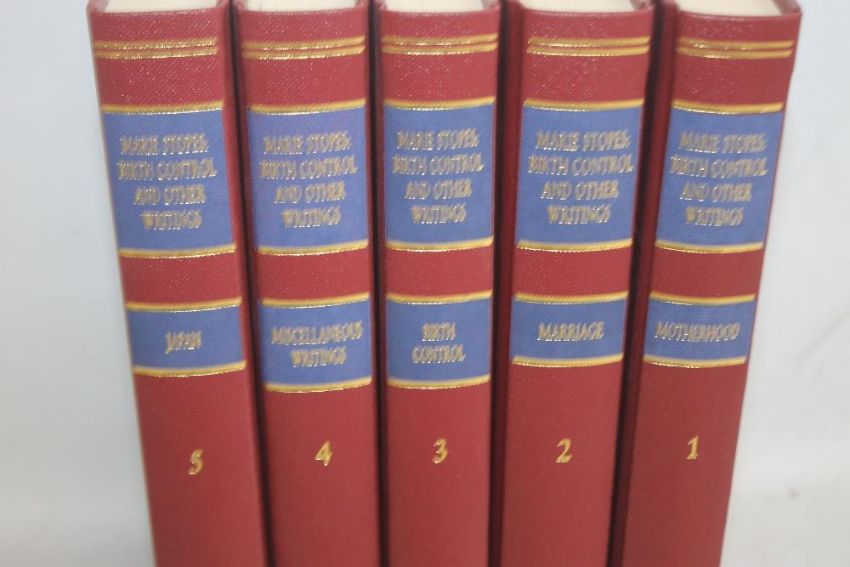 MARIE STOPES:
BIRTH CONTROL
AND OTHER
WRITINGS
JAPAN
5
MARIE STOPES:
BIRTH CONTROL
AND OTHER
WRITINGS
MISCELLANEOUS
WRITINGS
4
MARIE STOPES:
BIRTH CONTROL
AND OTHER
WRITINGS
BIRTH
CONTROL
3
MARIE STOPES:
BIRTH CONTROL
AND OTHER
WRITINGS
MARRIAGE
2
MARIE STOPES:
BIRTH CONTROL
AND OTHER
WRITINGS
MOTHERHOOD
1